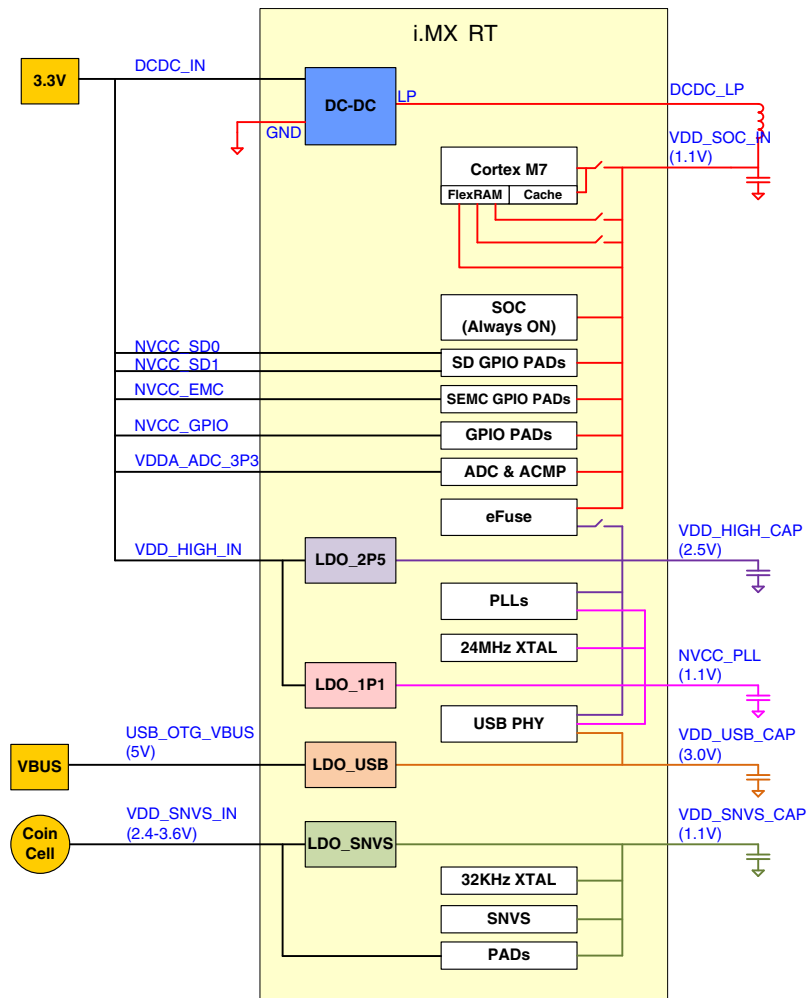 i.MX RT
3.3V
DCDC_IN
DC-DC
LP
DCDC_LP
GND
VDD_SOC_IN
(1.1V)
Cortex M7
FlexRAM
Cache
SOC
(Always ON)
NVCC_SD0
NVCC_SD1
SD GPIO PADs
NVCC_EMC
SEMC GPIO PADs
NVCC_GPIO
GPIO PADs
VDDA_ADC_3P3
ADC & ACMP
eFuse
VDD_HIGH_IN
LDO_2P5
VDD_HIGH_CAP
(2.5V)
PLLs
24MHz XTAL
LDO_1P1
NVCC_PLL
(1.1V)
USB PHY
USB_OTG_VBUS
(5V)
VBUS
LDO_USB
VDD_USB_CAP
(3.0V)
Coin
Cell
VDD_SNVS_IN
(2.4-3.6V)
LDO_SNVS
VDD_SNVS_CAP
(1.1V)
32KHz XTAL
SNVS
PADs